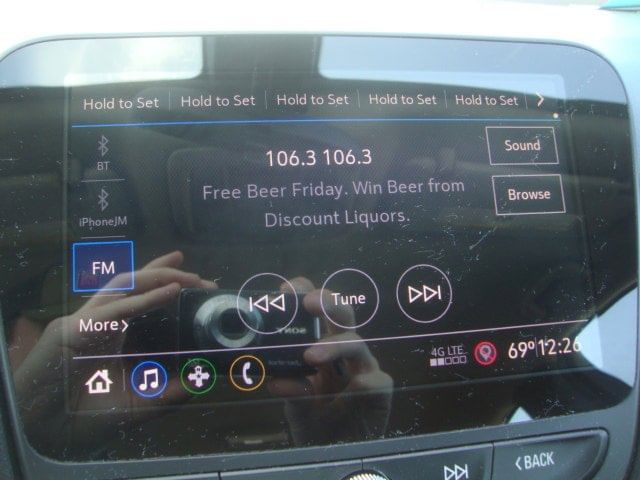 Hold to Set Hold to Set Hold to Set Hold to Set Hold to Set
BT
106.3 106.3
Sound
iPhoneJM
Free Beer Friday. Win Beer from
Discount Liquors.
Browse
FM
Tune
More
4G LTE 69° 12:26
BACK
SONY